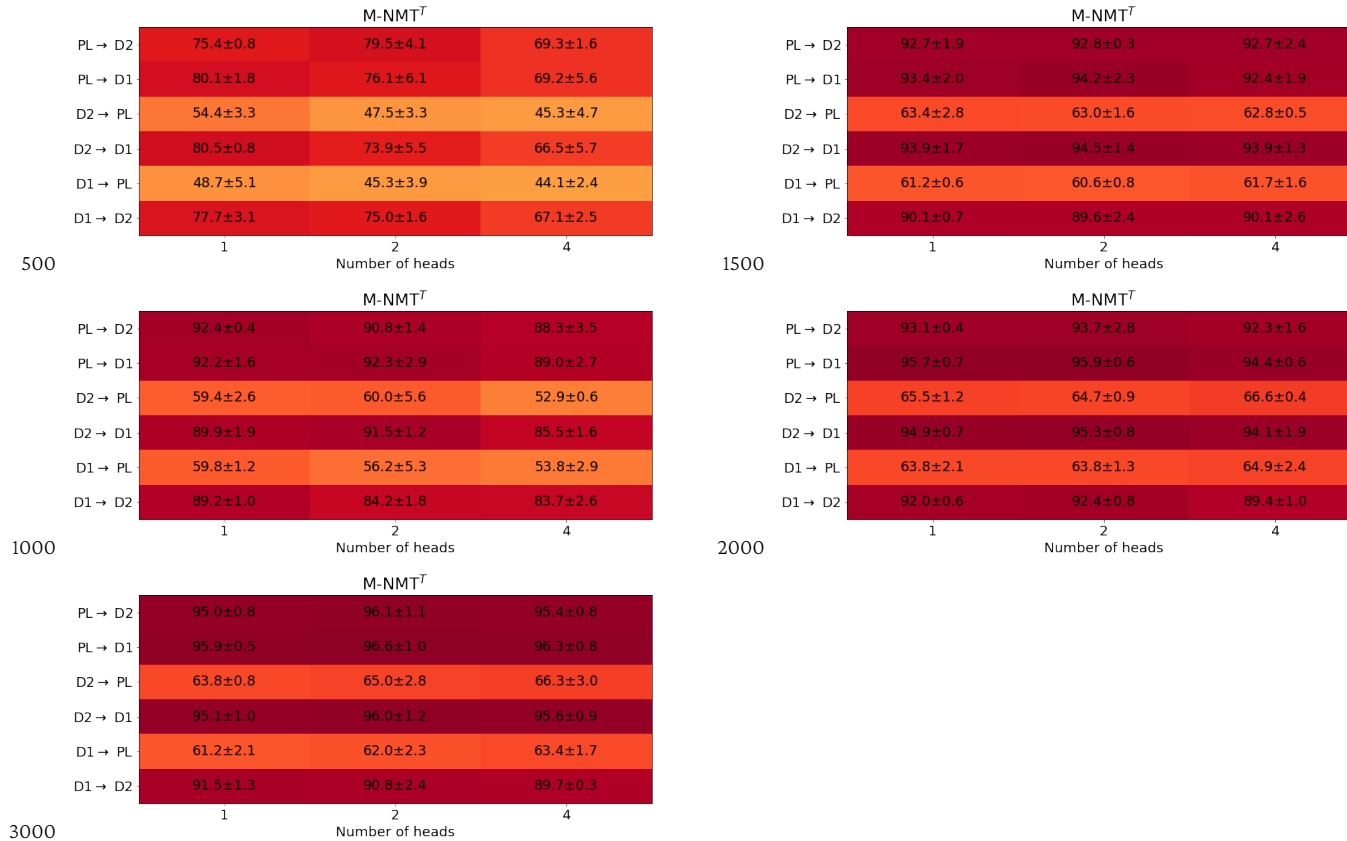 M-NMT^T
PL → D2 75.4±0.8 79.5±4.1 69.3±1.6
PL → D1 80.1±1.8 76.1±6.1 69.2±5.6
D2 → PL 54.4±3.3 47.5±3.3 45.3±4.7
D2 → D1 80.5±0.8 73.9±5.5 66.5±5.7
D1 → PL 48.7±5.1 45.3±3.9 44.1±2.4
D1 → D2 77.7±3.1 75.0±1.6 67.1±2.5
1 2 4
500 Number of heads
M-NMT^T
PL → D2 92.7±1.9 92.8±0.3 92.7±2.4
PL → D1 93.4±2.0 94.2±2.3 92.4±1.9
D2 → PL 63.4±2.8 63.0±1.6 62.8±0.5
D2 → D1 93.9±1.7 94.5±1.4 93.9±1.3
D1 → PL 61.2±0.6 60.6±0.8 61.7±1.6
D1 → D2 90.1±0.7 89.6±2.4 90.1±2.6
1 2 4
1500 Number of heads
M-NMT^T
PL → D2 92.4±0.4 90.8±1.4 88.3±3.5
PL → D1 92.2±1.6 92.3±2.9 89.0±2.7
D2 → PL 59.4±2.6 60.0±5.6 52.9±0.6
D2 → D1 89.9±1.9 91.5±1.2 85.5±1.6
D1 → PL 59.8±1.2 56.2±5.3 53.8±2.9
D1 → D2 89.2±1.0 84.2±1.8 83.7±2.6
1 2 4
1000 Number of heads
M-NMT^T
PL → D2 93.1±0.4 93.7±2.8 92.3±1.6
PL → D1 95.7±0.7 95.9±0.6 94.4±0.6
D2 → PL 65.5±1.2 64.7±0.9 66.6±0.4
D2 → D1 94.9±0.7 95.3±0.8 94.1±1.9
D1 → PL 63.8±2.1 63.8±1.3 64.9±2.4
D1 → D2 92.0±0.6 92.4±0.8 89.4±1.0
1 2 4
2000 Number of heads
M-NMT^T
PL → D2 95.0±0.8 96.1±1.1 95.4±0.8
PL → D1 95.9±0.5 96.6±1.0 96.3±0.8
D2 → PL 63.8±0.8 65.0±2.8 66.3±3.0
D2 → D1 95.1±1.0 96.0±1.2 95.6±0.9
D1 → PL 61.2±2.1 62.0±2.3 63.4±1.7
D1 → D2 91.5±1.3 90.8±2.4 89.7±0.3
1 2 4
3000 Number of heads